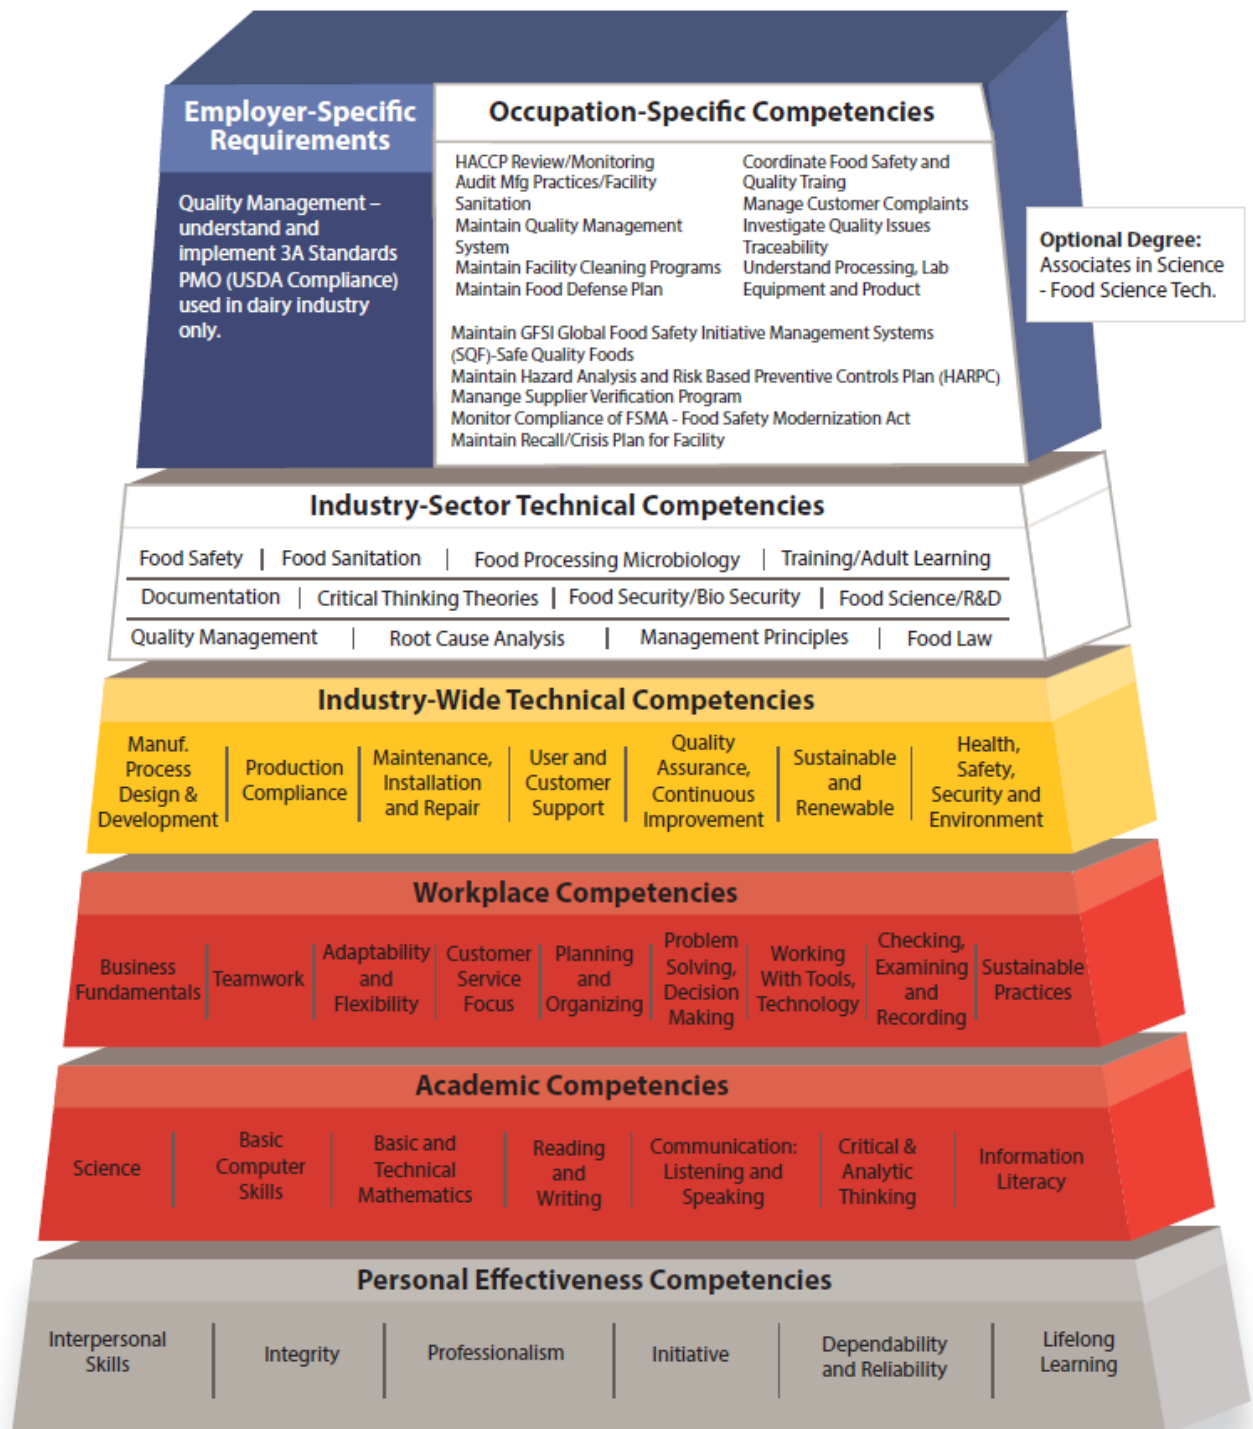 Employer-Specific
Requirements
Quality Management –
understand and
implement 3A Standards
PMO (USDA Compliance)
used in dairy industry
only.
Occupation-Specific Competencies
HACCP Review/Monitoring
Audit Mfg Practices/Facility
Sanitation
Maintain Quality Management
System
Maintain Facility Cleaning Programs
Maintain Food Defense Plan
Coordinate Food Safety and
Quality Traing
Manage Customer Complaints
Investigate Quality Issues
Traceability
Understand Processing, Lab
Equipment and Product
Maintain GFSI Global Food Safety Initiative Management Systems
(SQF)-Safe Quality Foods
Maintain Hazard Analysis and Risk Based Preventive Controls Plan (HARPC)
Manange Supplier Verification Program
Monitor Compliance of FSMA - Food Safety Modernization Act
Maintain Recall/Crisis Plan for Facility
Optional Degree:
Associates in Science
- Food Science Tech.
Industry-Sector Technical Competencies
Food Safety | Food Sanitation | Food Processing Microbiology | Training/Adult Learning
Documentation | Critical Thinking Theories | Food Security/Bio Security | Food Science/R&D
Quality Management | Root Cause Analysis | Management Principles | Food Law
Industry-Wide Technical Competencies
Manuf.
Process
Design &
Development
Production
Compliance
Maintenance,
Installation
and Repair
User and
Customer
Support
Quality
Assurance,
Continuous
Improvement
Sustainable
and
Renewable
Health,
Safety,
Security and
Environment
Workplace Competencies
Business
Fundamentals
Teamwork
Adaptability
and
Flexibility
Customer
Service
Focus
Planning
and
Organizing
Problem
Solving,
Decision
Making
Working
With Tools,
Technology
Checking,
Examining
and
Recording
Sustainable
Practices
Academic Competencies
Science
Basic
Computer
Skills
Basic and
Technical
Mathematics
Reading
and
Writing
Communication:
Listening and
Speaking
Critical &
Analytic
Thinking
Information
Literacy
Personal Effectiveness Competencies
Interpersonal
Skills
Integrity
Professionalism
Initiative
Dependability
and Reliability
Lifelong
Learning